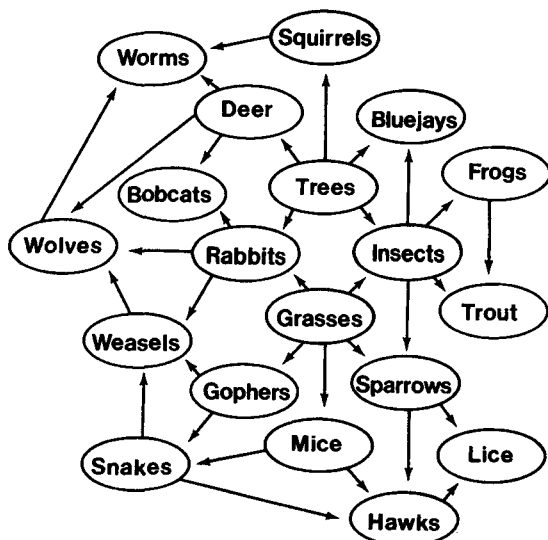 Squirrels
Worms
Deer
Bluejays
Frogs
Bobcats
Trees
Wolves
Rabbits
Insects
Grasses
Trout
Weasels
Gophers
Sparrows
Mice
Lice
Snakes
Hawks